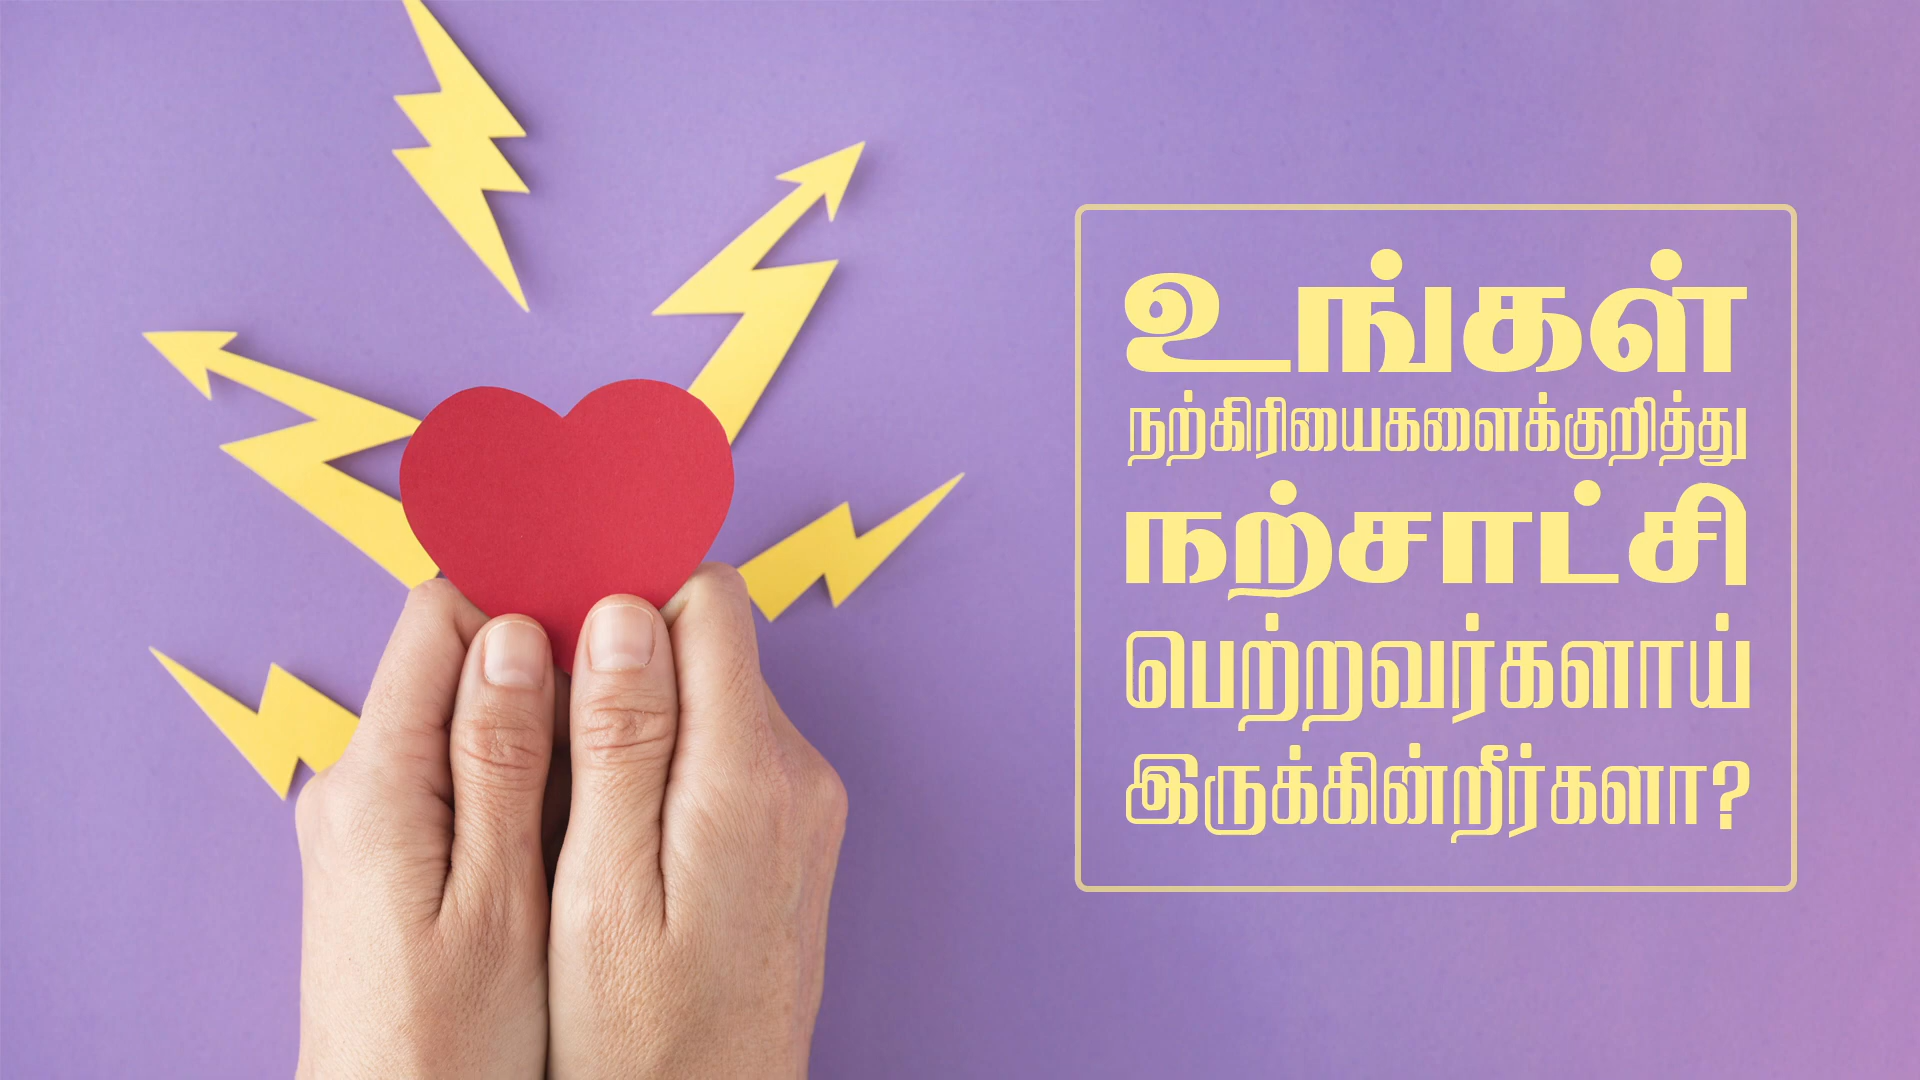 உங்கள்
நற்கிரியைகளைக்குறித்து
நற்சாட்சி
பெற்றவர்களாய்
இருக்கின்றீர்களா?